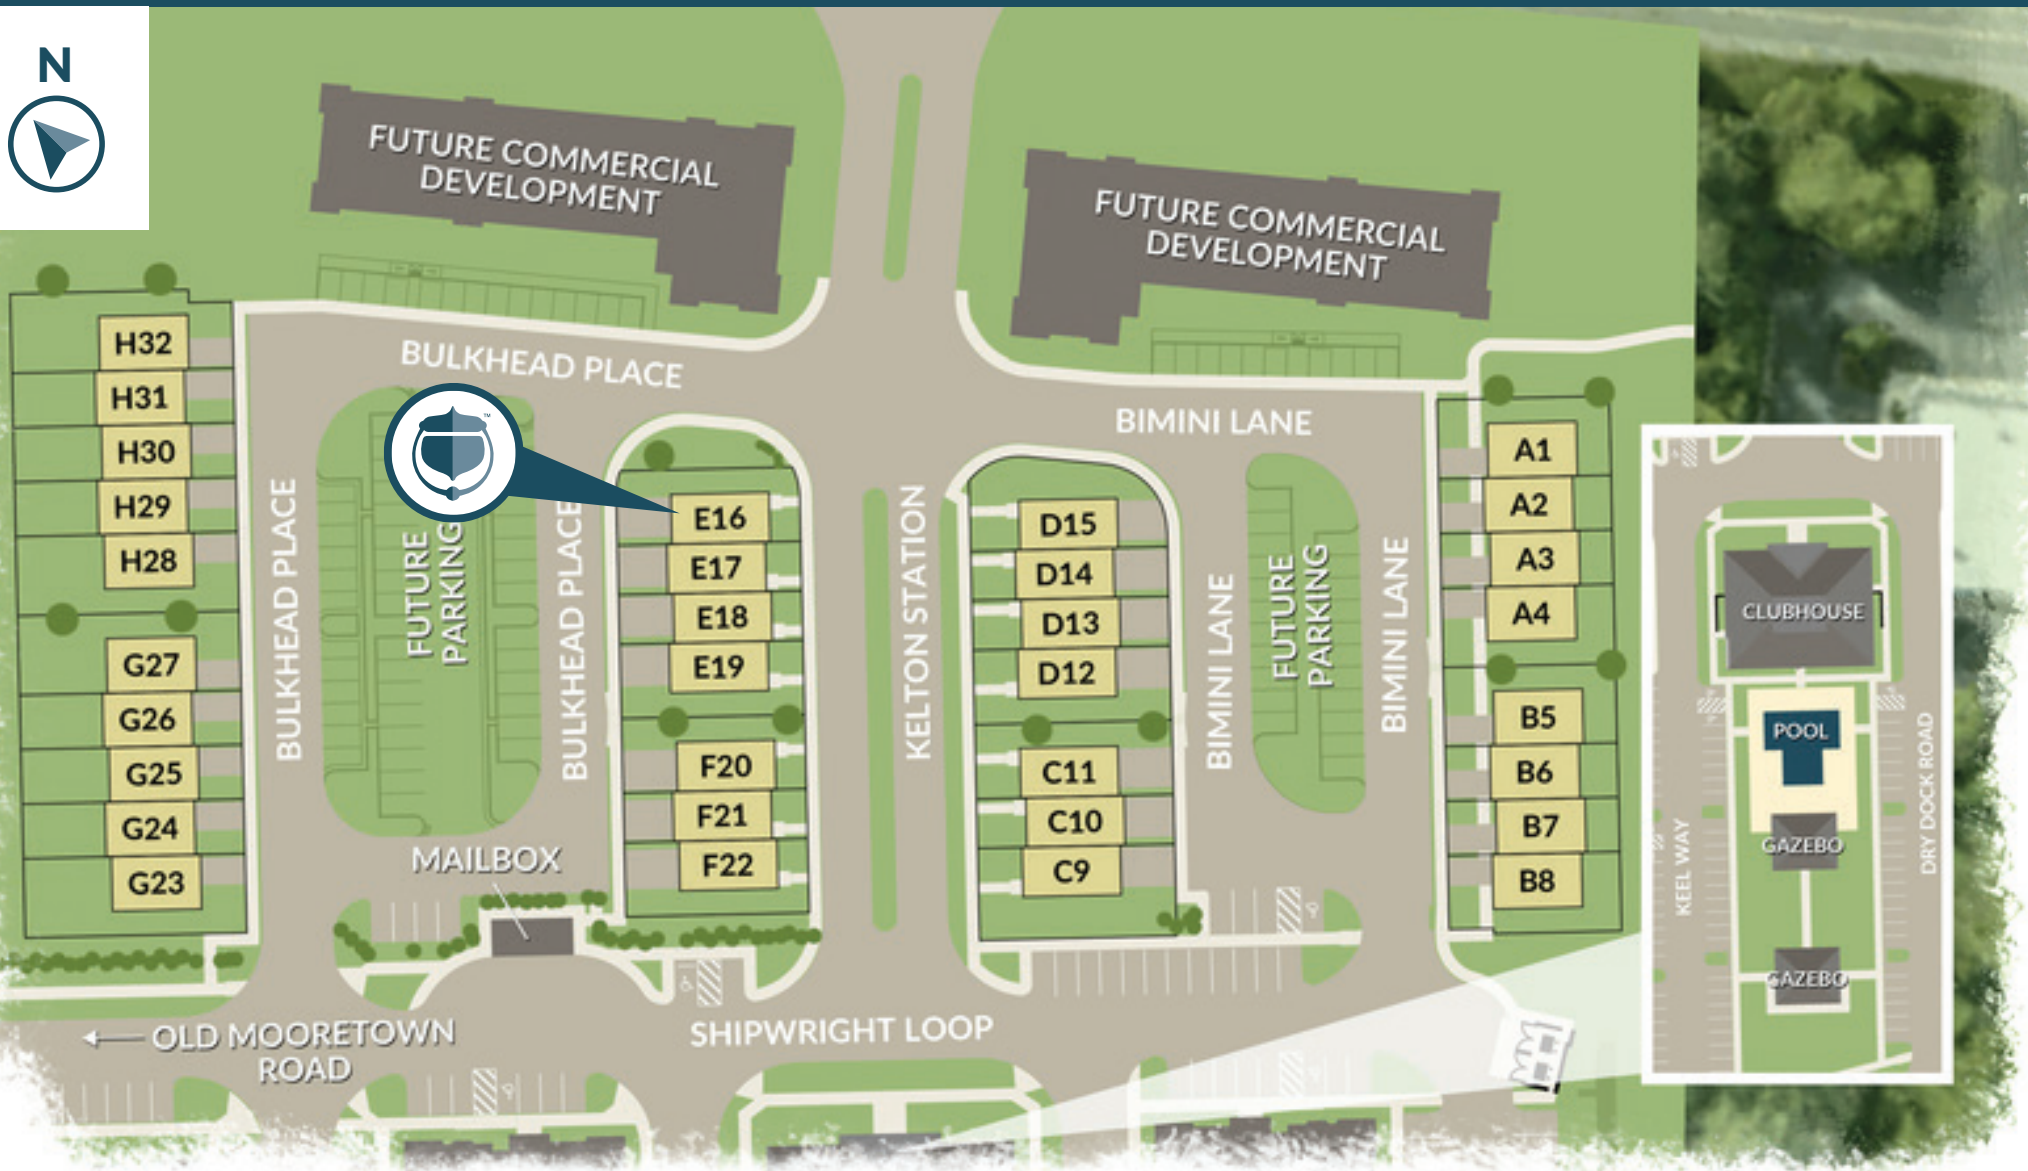 N
FUTURE COMMERCIAL
DEVELOPMENT
FUTURE COMMERCIAL
DEVELOPMENT
BULKHEAD PLACE
BIMINI LANE
H32
H31
H30
H29
H28
G27
G26
G25
G24
G23
BULKHEAD PLACE
FUTURE
PARKING
BULKHEAD PLACE
™
E16
E17
E18
E19
F20
F21
F22
KELTON STATION
D15
D14
D13
D12
C11
C10
C9
BIMINI LANE
FUTURE
PARKING
BIMINI LANE
A1
A2
A3
A4
B5
B6
B7
B8
MAILBOX
OLD MOORETOWN
ROAD
SHIPWRIGHT LOOP
CLUBHOUSE
POOL
GAZEBO
GAZEBO
KEEL WAY
DRY DOCK ROAD